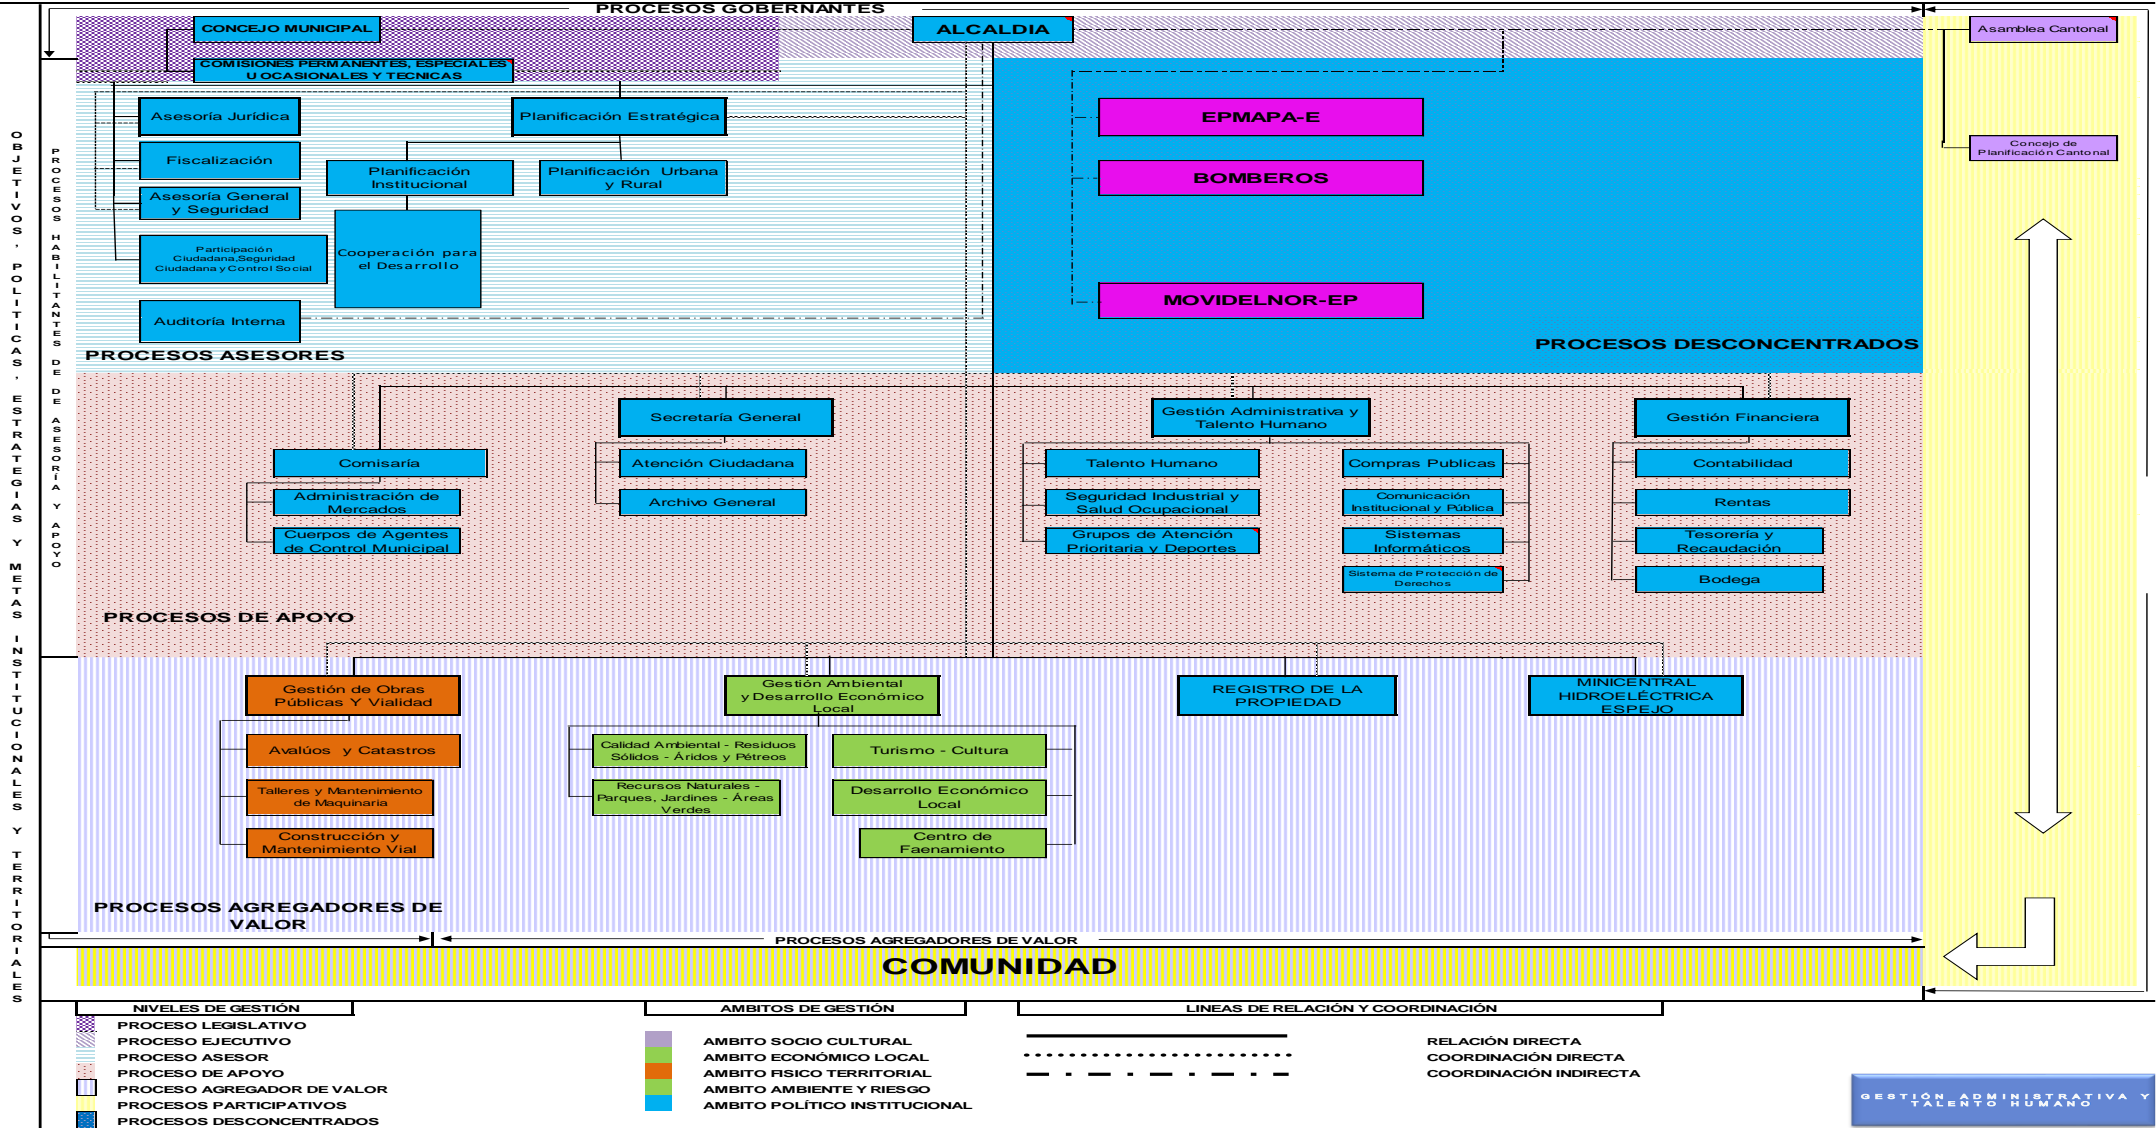 PROCESOS GOBERNANTES
CONCEJO MUNICIPAL
ALCALDIA
Asamblea Cantonal
COMISIONES PERMANENTES, ESPECIALES
U OCASIONALES Y TECNICAS
Asesoría Jurídica
Planificación Estratégica
EPMAPA-E
Concejo de
Planificación Cantonal
Fiscalización
Planificación
Institucional
Planificación Urbana
y Rural
BOMBEROS
Asesoría General
y Seguridad
Participación
Ciudadana,Seguridad
Ciudadana y Control Social
Cooperación para
el Desarrollo
MOVIDELNOR-EP
Auditoría Interna
PROCESOS ASESORES
PROCESOS DESCONCENTRADOS
OBJETIVOS, POLITICAS, ESTRATEGIAS Y METAS INSTITUCIONALES Y TERRITORIALES
PROCESOS HABILITANTES DE DE ASESORÍA Y APOYO
Secretaría General
Gestión Administrativa y
Talento Humano
Gestión Financiera
Comisaría
Atención Ciudadana
Talento Humano
Compras Publicas
Contabilidad
Administración de
Mercados
Archivo General
Seguridad Industrial y
Salud Ocupacional
Comunicación
Institucional y Pública
Rentas
Cuerpos de Agentes
de Control Municipal
Grupos de Atención
Prioritaria y Deportes
Sistemas
Informáticos
Tesorería y
Recaudación
Sistema de Protección de
Derechos
Bodega
PROCESOS DE APOYO
Gestión de Obras
Públicas Y Vialidad
Gestión Ambiental
y Desarrollo Económico
Local
REGISTRO DE LA
PROPIEDAD
MINICENTRAL
HIDROELÉCTRICA
ESPEJO
Avalúos y Catastros
Calidad Ambiental - Residuos
Sólidos - Áridos y Pétreos
Turismo - Cultura
Talleres y Mantenimiento
de Maquinaria
Recursos Naturales -
Parques, Jardines - Áreas
Verdes
Desarrollo Económico
Local
Construcción y
Mantenimiento Vial
Centro de
Faenamiento
PROCESOS AGREGADORES DE
VALOR
PROCESOS AGREGADORES DE VALOR
COMUNIDAD
NIVELES DE GESTIÓN
PROCESO LEGISLATIVO
PROCESO EJECUTIVO
PROCESO ASESOR
PROCESO DE APOYO
PROCESO AGREGADOR DE VALOR
PROCESOS PARTICIPATIVOS
PROCESOS DESCONCENTRADOS
AMBITOS DE GESTIÓN
AMBITO SOCIO CULTURAL
AMBITO ECONÓMICO LOCAL
AMBITO FISICO TERRITORIAL
AMBITO AMBIENTE Y RIESGO
AMBITO POLÍTICO INSTITUCIONAL
LINEAS DE RELACIÓN Y COORDINACIÓN
RELACIÓN DIRECTA
COORDINACIÓN DIRECTA
COORDINACIÓN INDIRECTA
GESTIÓN ADMINISTRATIVA Y
TALENTO HUMANO